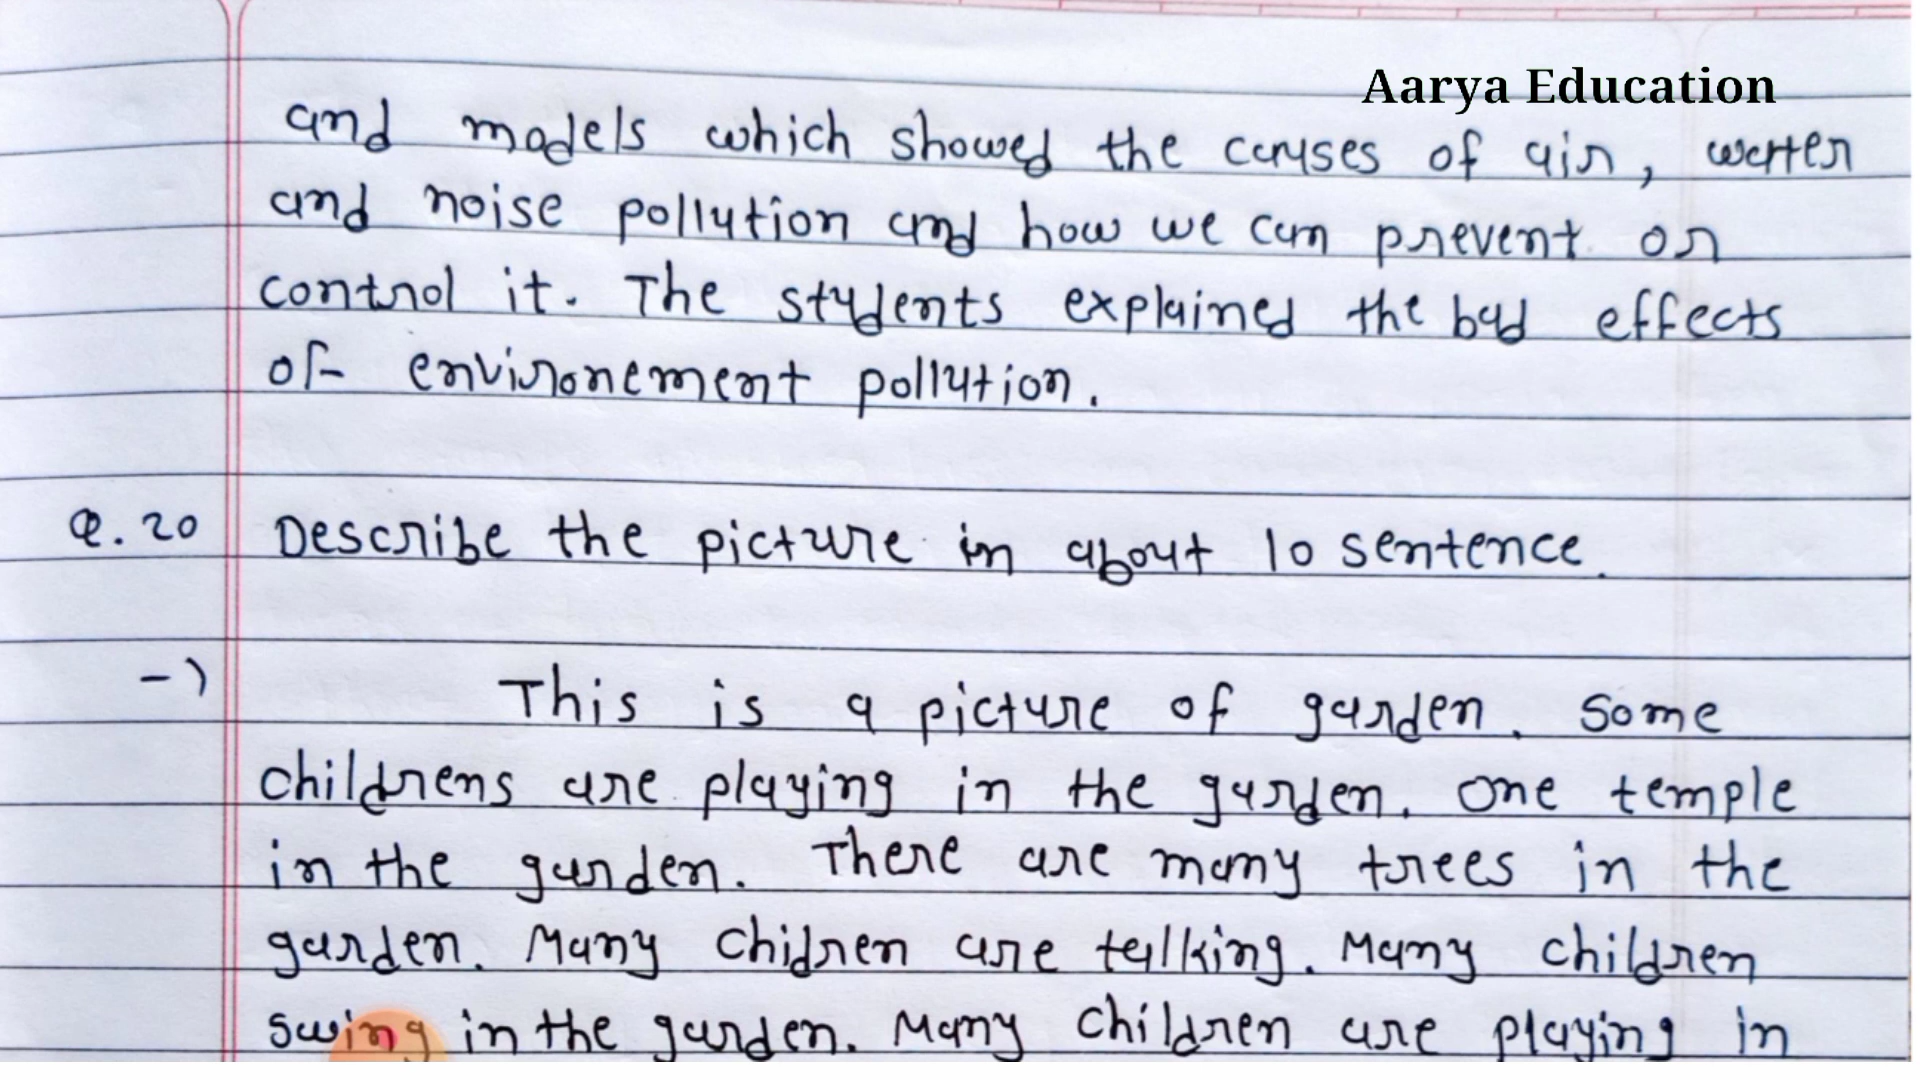 Aarya Education
and models which showed the causes of air, water
and noise pollution and how we can prevent or
control it. The students explained the bad effects
of environement pollution.
Q. 20 Describe the picture in about 10 sentence.
-) This is a picture of garden. Some
childrens are playing in the garden. One temple
in the garden. There are many trees in the
garden. Many chidren are talking. Many children
swing in the garden. Many children are playing in